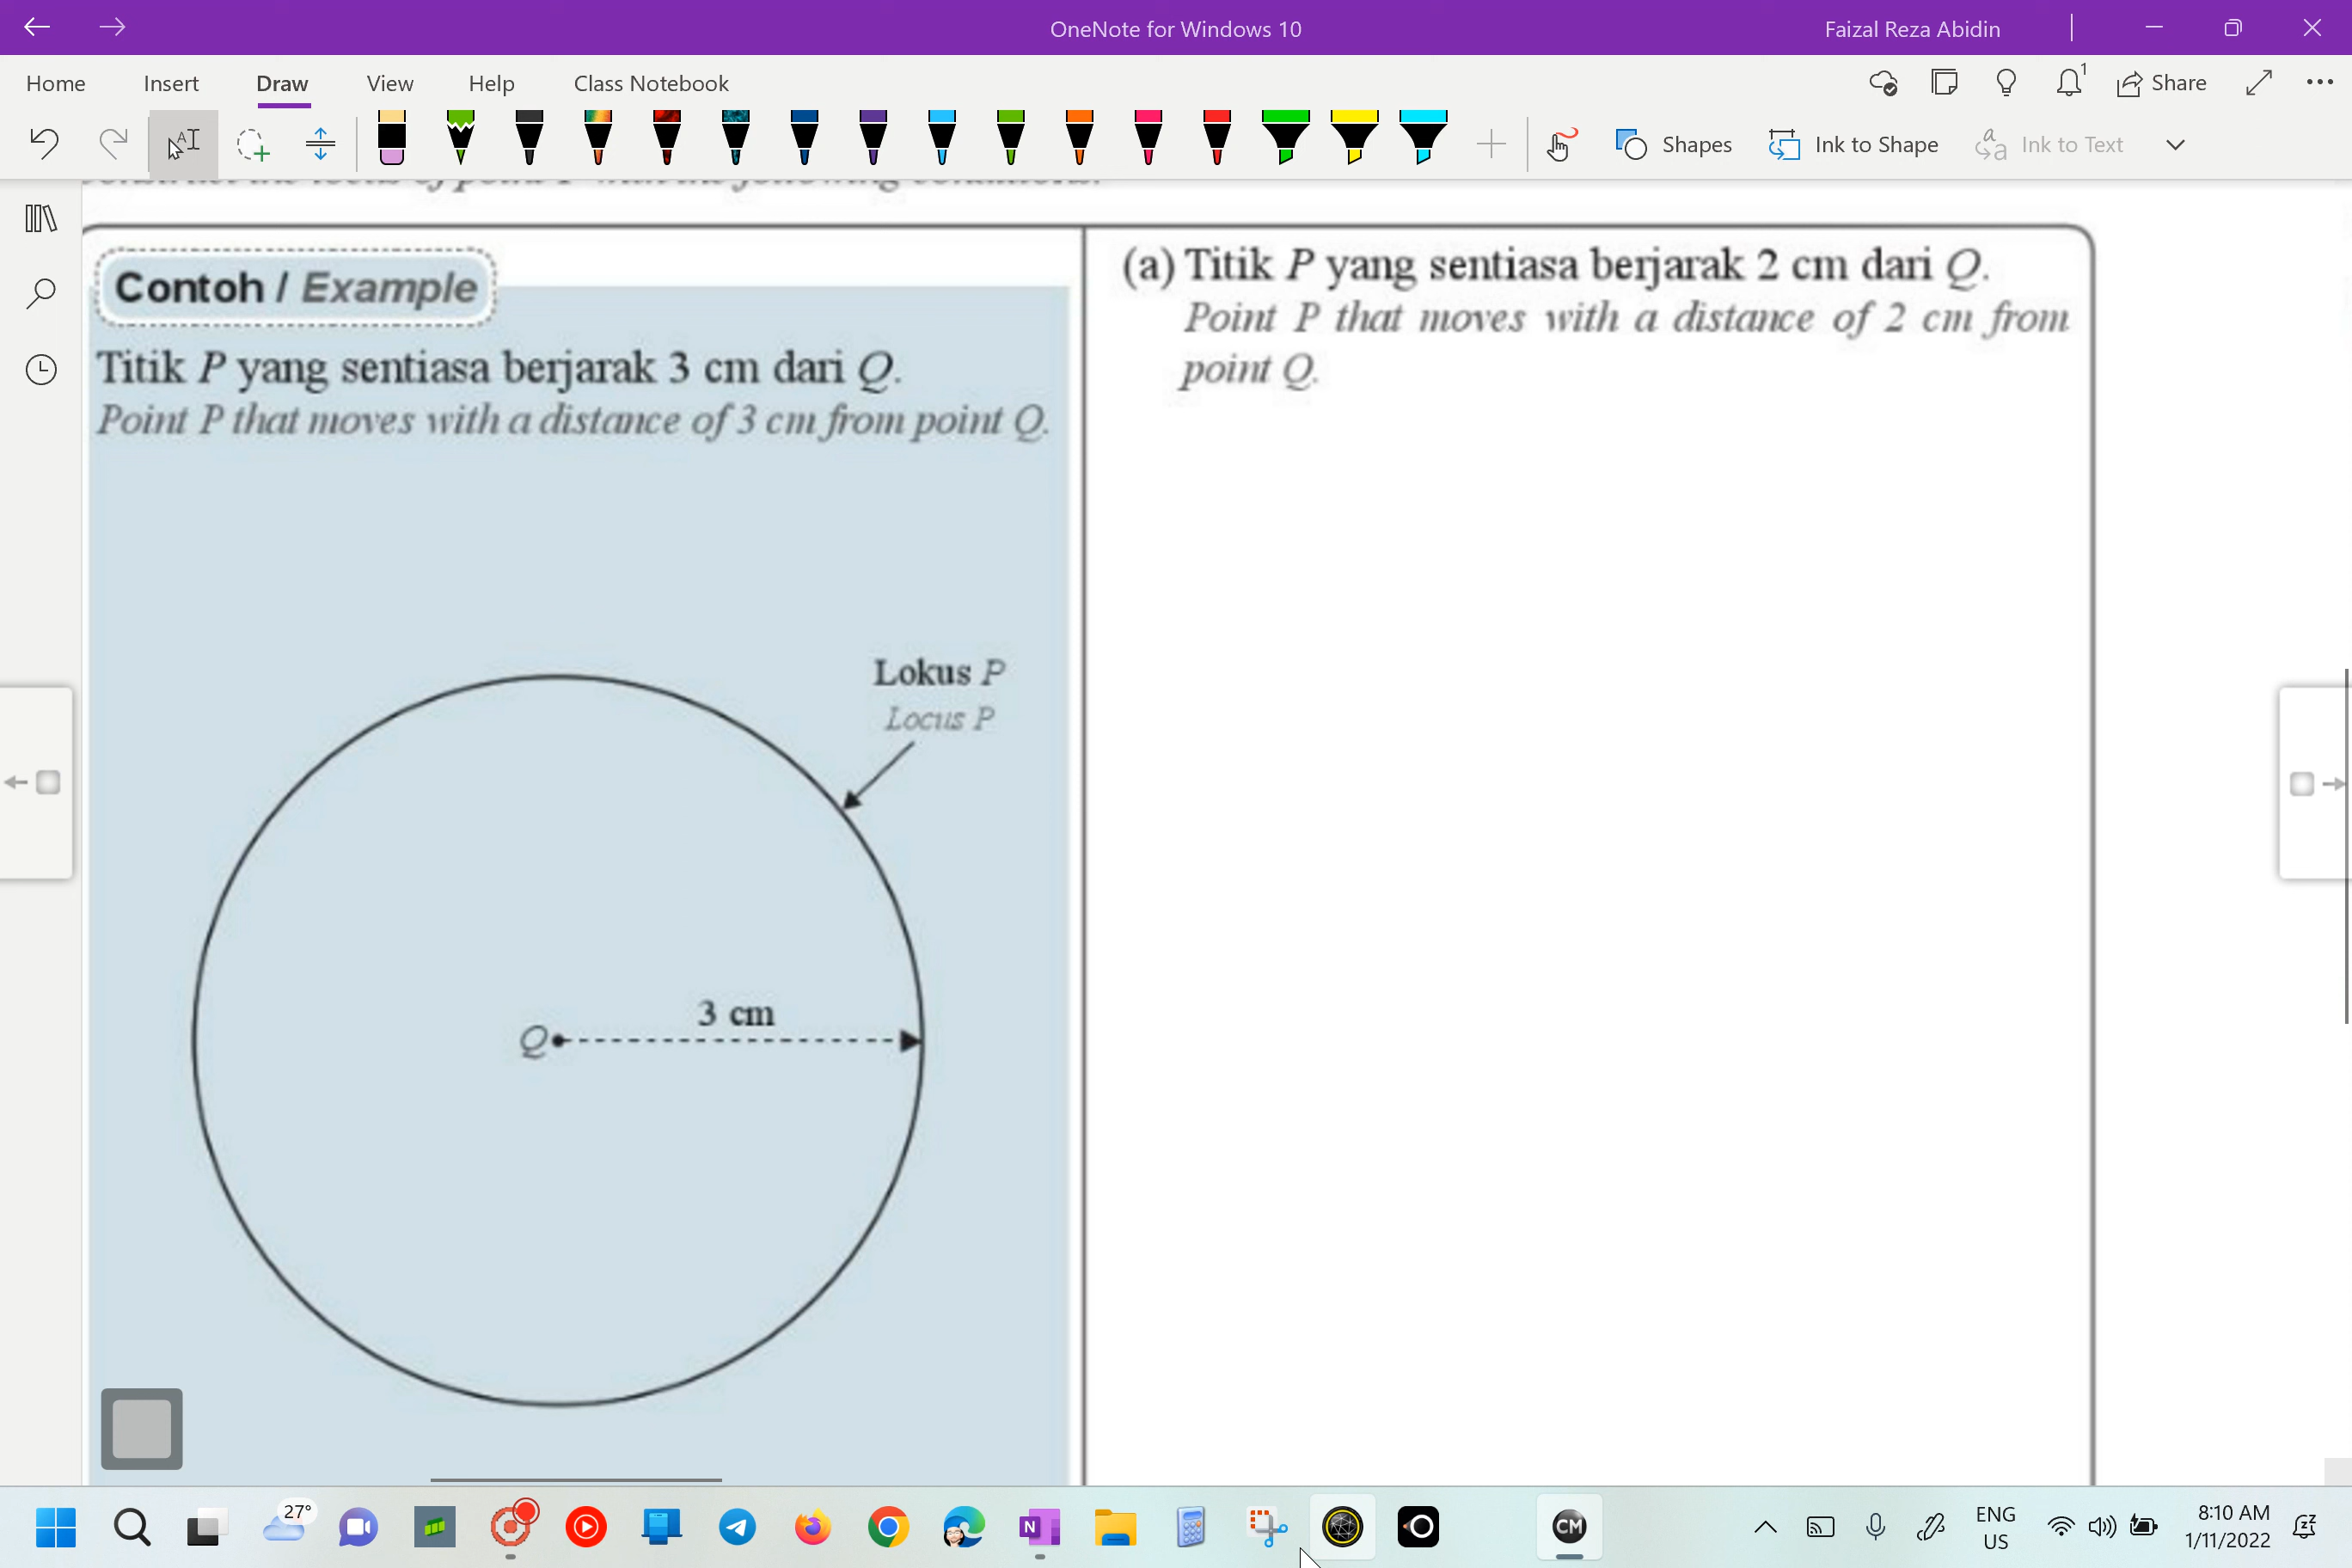 OneNote for Windows 10
Faizal Reza Abidin
Home Insert Draw View Help Class Notebook
1
Share
Shapes
Ink to Shape
Ink to Text
Contoh / Example
Titik P yang sentiasa berjarak 3 cm dari Q.
Point P that moves with a distance of 3 cm from point Q.
Lokus P
Locus P
3 cm
Q
(a) Titik P yang sentiasa berjarak 2 cm dari Q.
Point P that moves with a distance of 2 cm from
point Q.
27°
N
CM
ENG
US
8:10 AM
1/11/2022